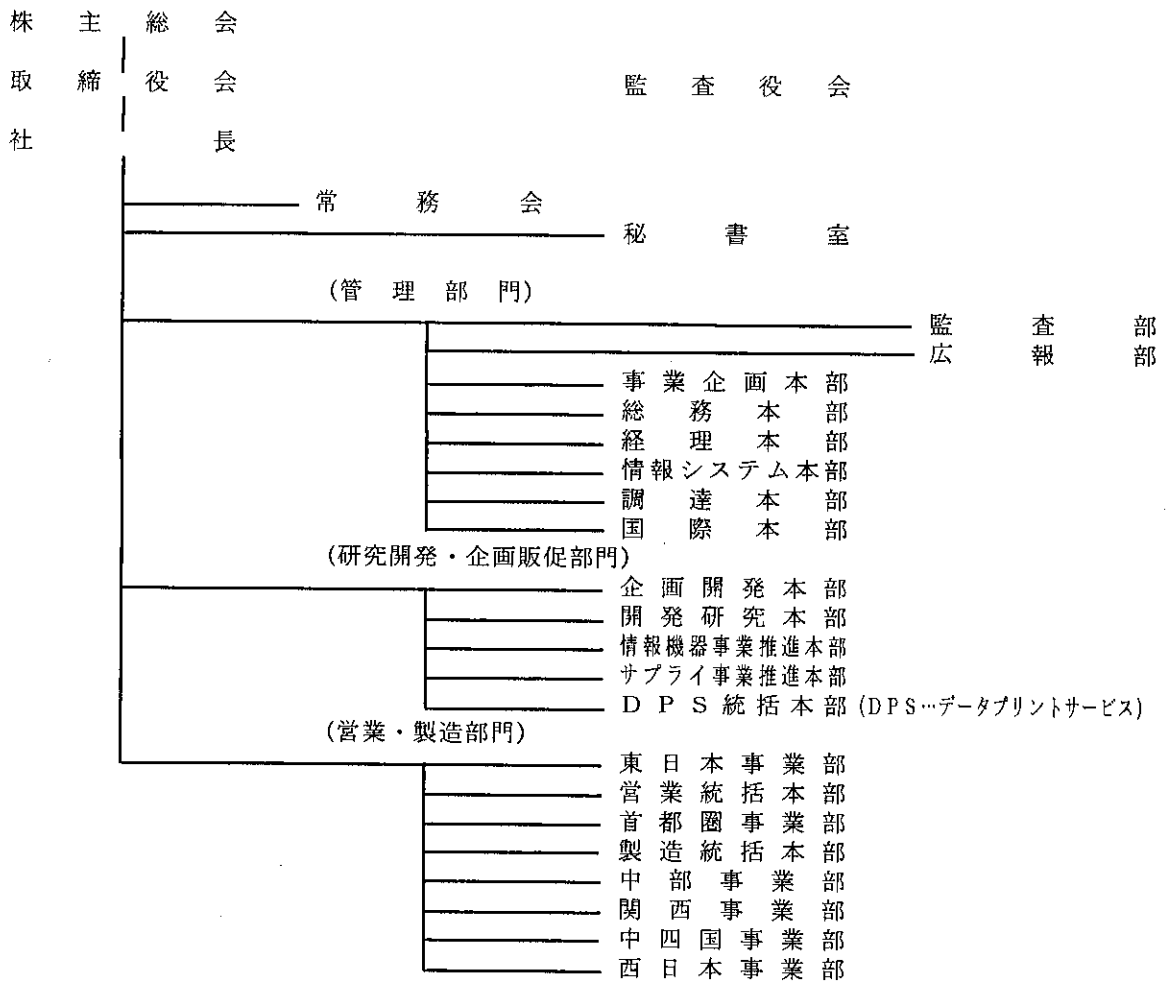 株主総会
取締役会 監査役会
社長
常務会
秘書室
(管理部門)
監査部
広報部
事業企画本部
総務本部
経理本部
情報システム本部
調達本部
国際本部
(研究開発・企画販促部門)
企画開発本部
開発研究本部
情報機器事業推進本部
サプライ事業推進本部
DPS統括本部(DPS…データプリントサービス)
(営業・製造部門)
東日本事業部
営業統括本部
首都圏事業部
製造統括本部
中部事業部
関西事業部
中四国事業部
西日本事業部